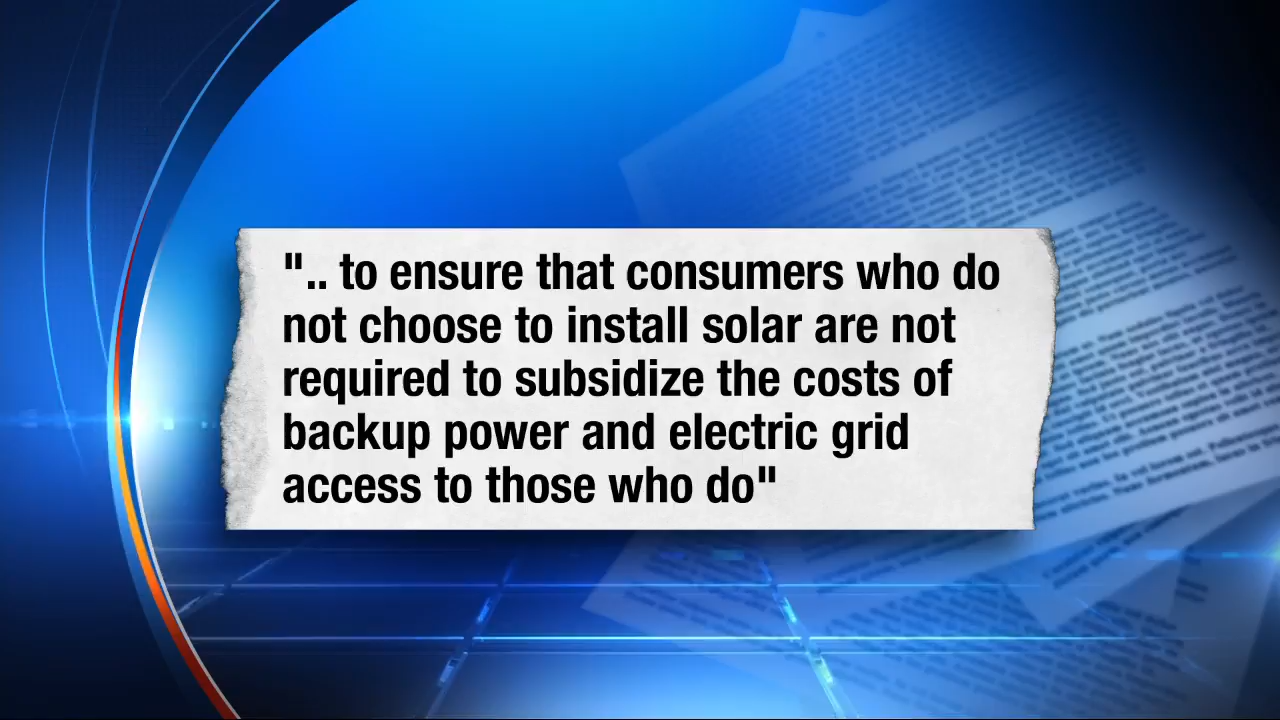 ".. to ensure that consumers who do
not choose to install solar are not
required to subsidize the costs of
backup power and electric grid
access to those who do"